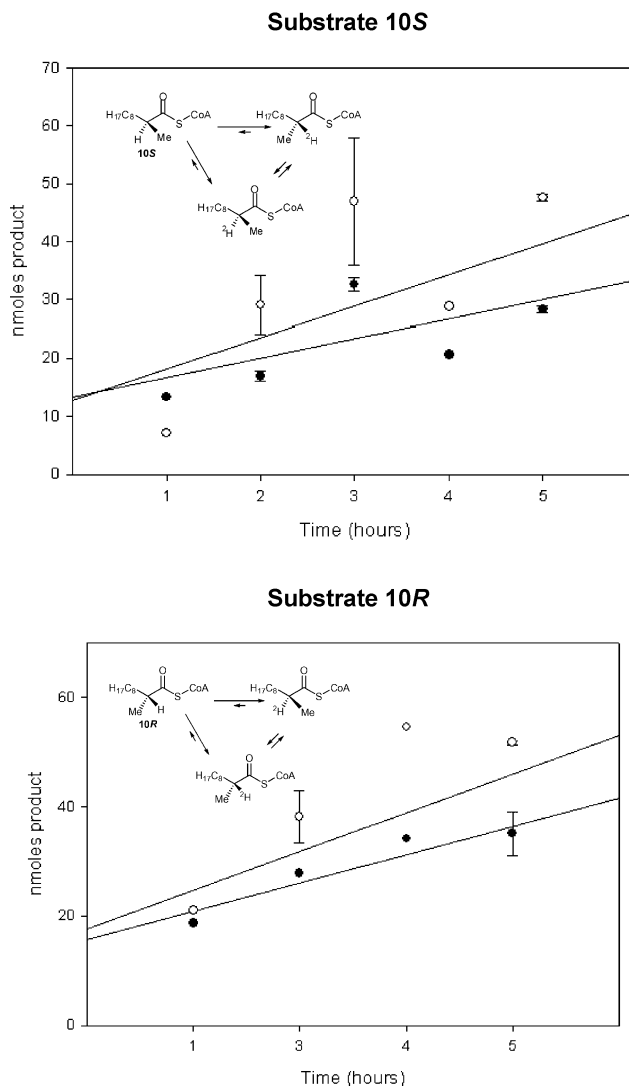 Substrate 10S
nmoles product
70
60
50
40
30
20
10
0
O
H₁₇C₈
S
CoA
H
Me
10S
O
H₁₇C₈
S
CoA
Me
²H
O
H₁₇C₈
S
CoA
²H
Me
1
2
3
4
5
Time (hours)
Substrate 10R
nmoles product
60
40
20
0
O
H₁₇C₈
S
CoA
Me
H
10R
O
H₁₇C₈
S
CoA
²H
Me
O
H₁₇C₈
S
CoA
Me
²H
1
3
4
5
Time (hours)